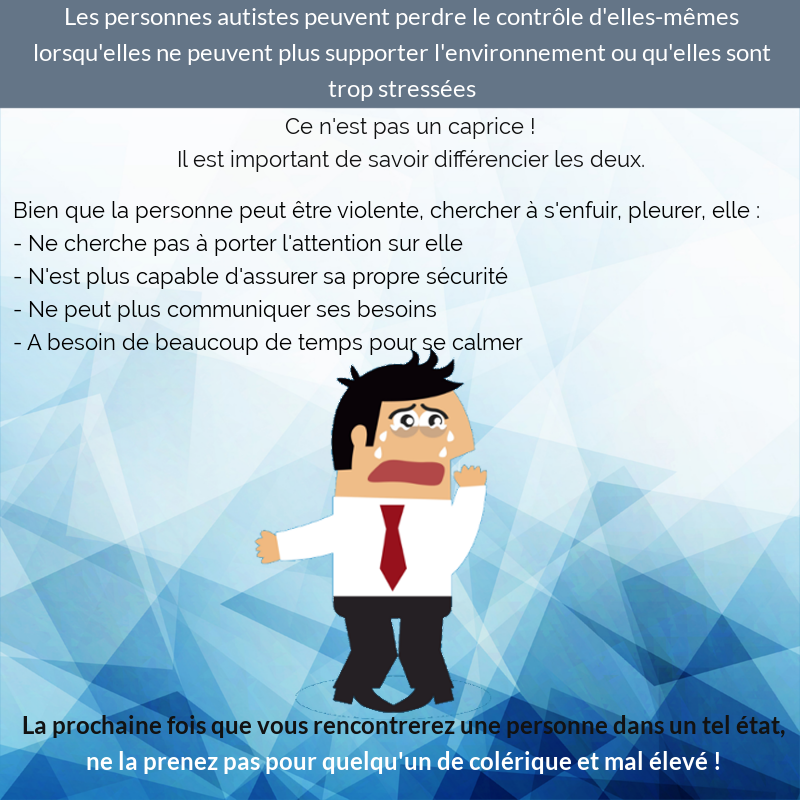 Les personnes autistes peuvent perdre le contrôle d'elles-mêmes
lorsqu'elles ne peuvent plus supporter l'environnement ou qu'elles sont
trop stressées
Ce n'est pas un caprice !
Il est important de savoir différencier les deux.
Bien que la personne peut être violente, chercher à s'enfuir, pleurer, elle :
- Ne cherche pas à porter l'attention sur elle
- N'est plus capable d'assurer sa propre sécurité
- Ne peut plus communiquer ses besoins
- A besoin de beaucoup de temps pour se calmer
La prochaine fois que vous rencontrerez une personne dans un tel état,
ne la prenez pas pour quelqu'un de colérique et mal élevé !